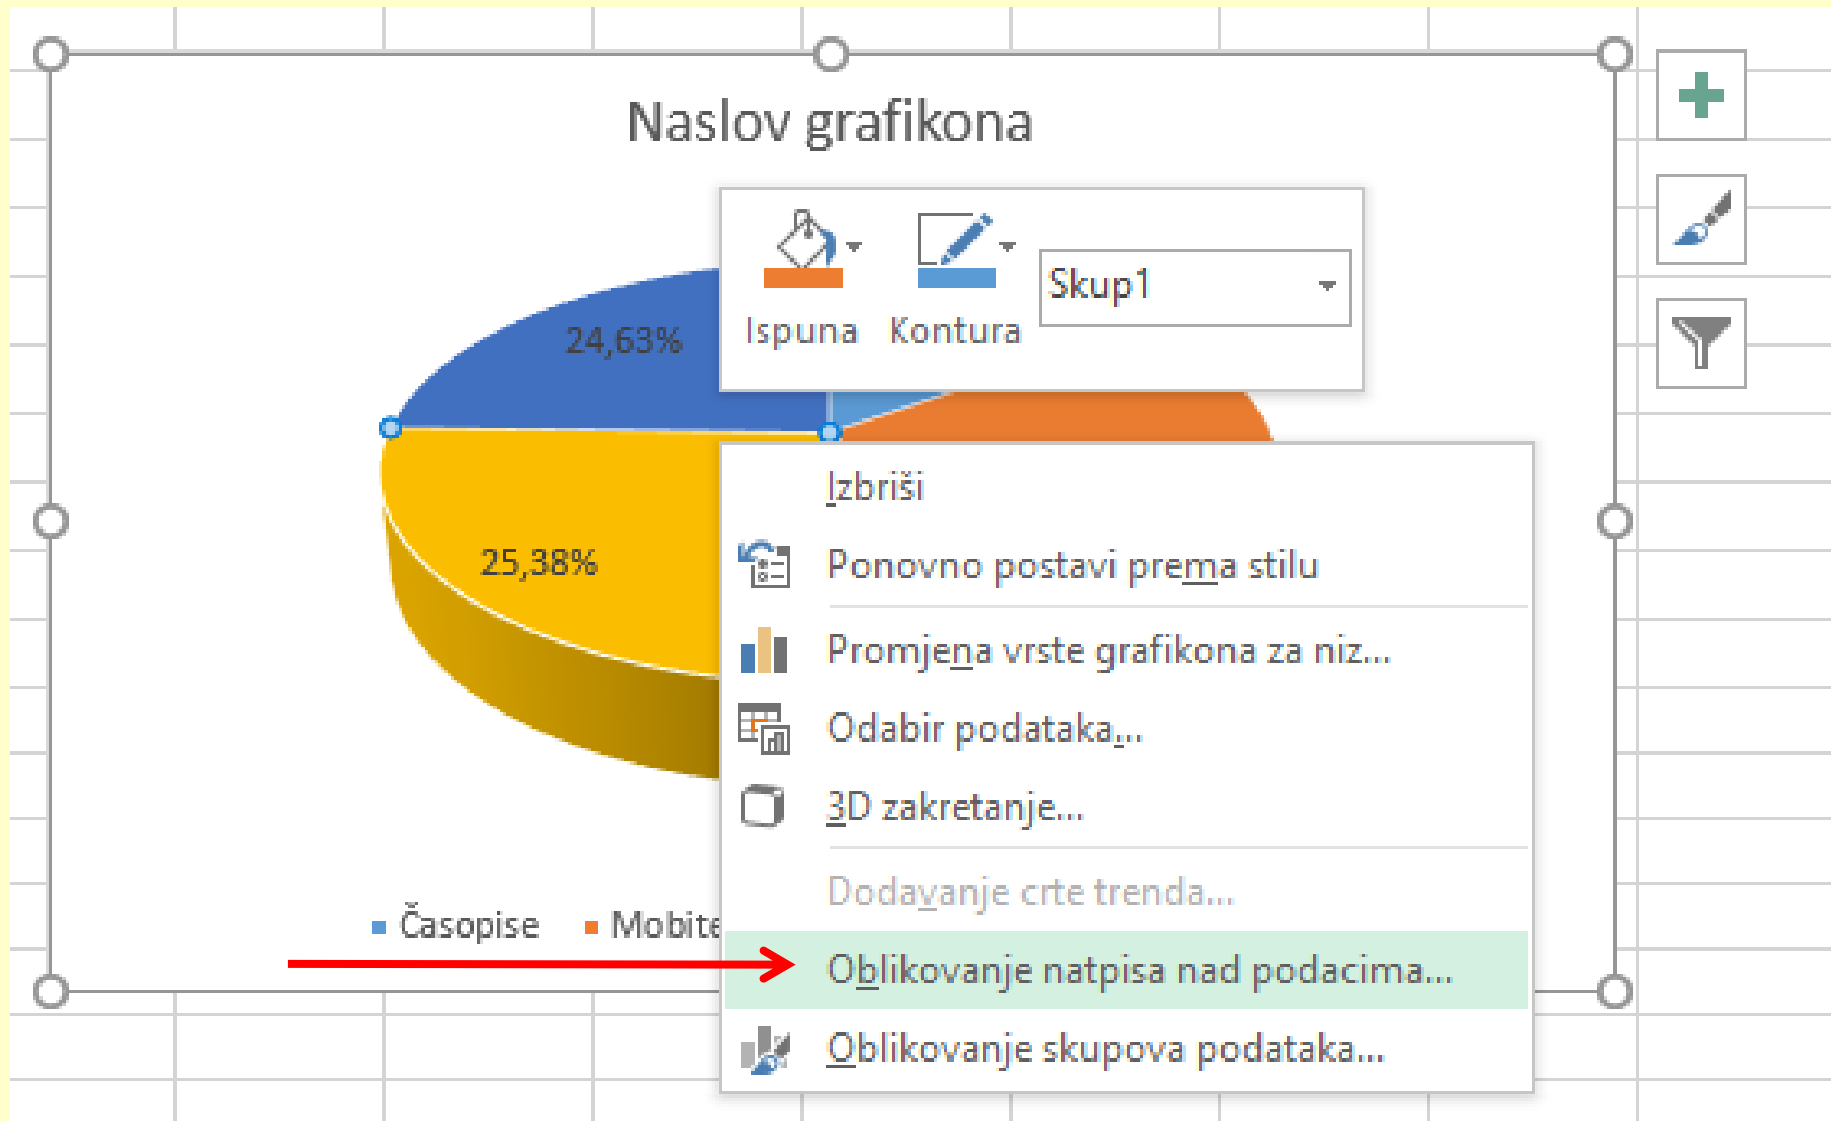 Naslov grafikona
Ispuna
Kontura
Skup1
24,63%
25,38%
Izbriši
Ponovno postavi prema stilu
Promjena vrste grafikona za niz...
Odabir podataka...
3D zakretanje...
Dodavanje crte trenda...
Oblikovanje natpisa nad podacima...
Oblikovanje skupova podataka...
Časopise
Mobite